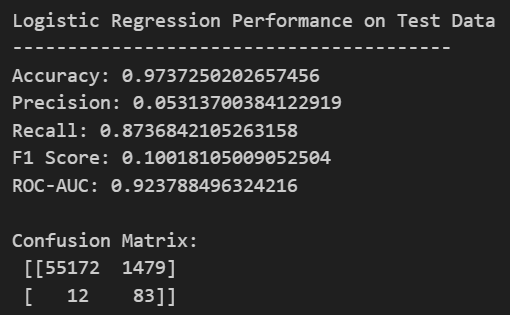 Logistic Regression Performance on Test Data
----------------------------------------
Accuracy: 0.9737250202657456
Precision: 0.05313700384122919
Recall: 0.8736842105263158
F1 Score: 0.10018105009052504
ROC-AUC: 0.923788496324216
Confusion Matrix:
[[55172 1479]
[ 12 83]]